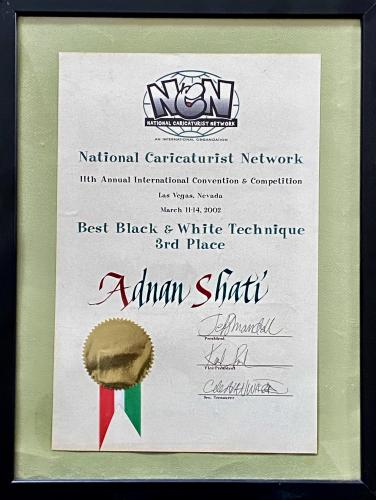 NCN
NATIONAL CARICATURIST NETWORK
AN INTERNATIONAL ORGANIZATION
National Caricaturist Network
11th Annual International Convention & Competition
Las Vegas, Nevada
March 11-14, 2002
Best Black & White Technique
3rd Place
Adnan Shati
President
Vice President
Sec. Treasurer